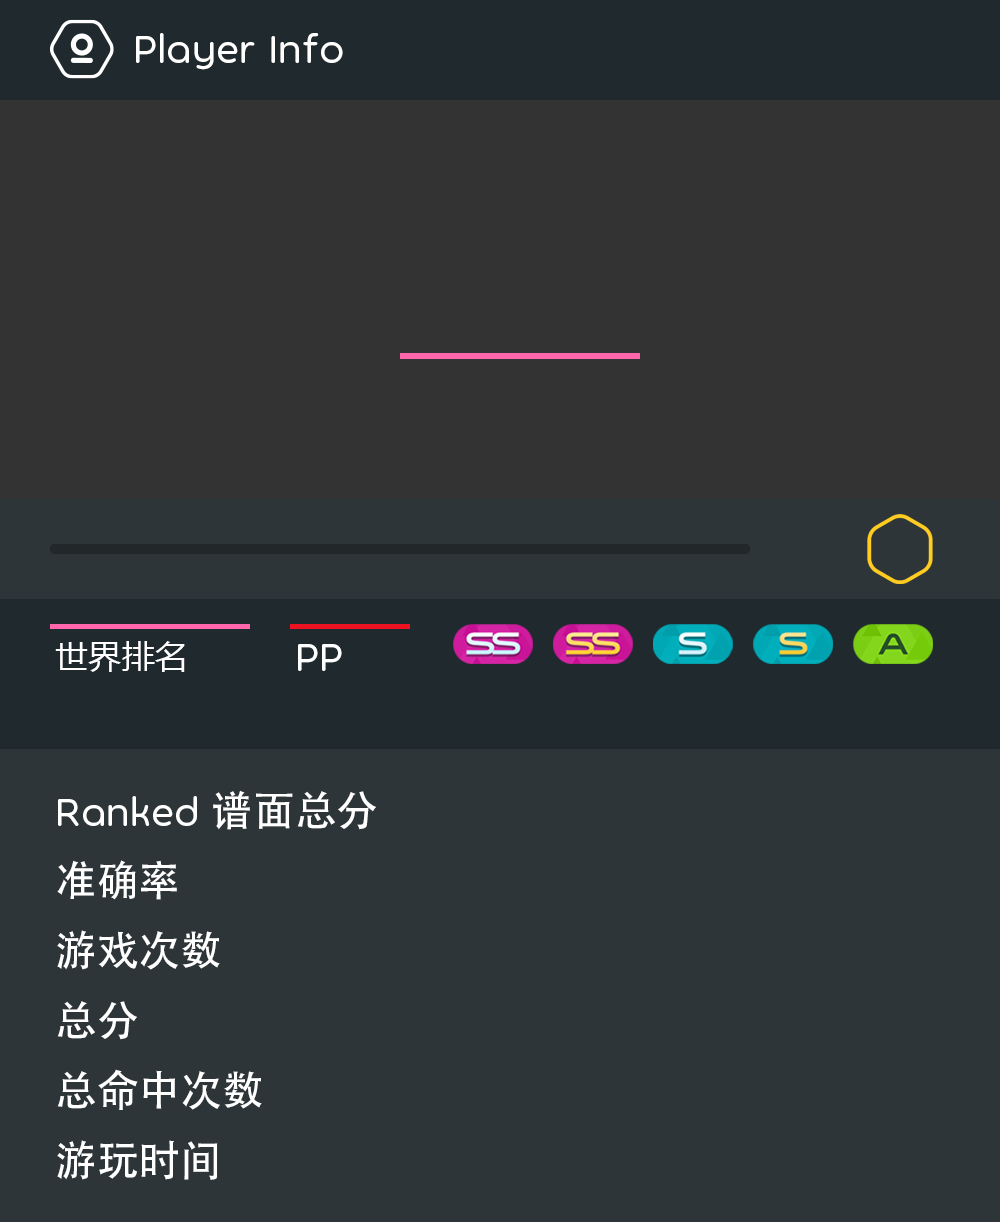 Player Info
世界排名 PP SS SS S S A
Ranked 谱面总分
准确率
游戏次数
总分
总命中次数
游玩时间